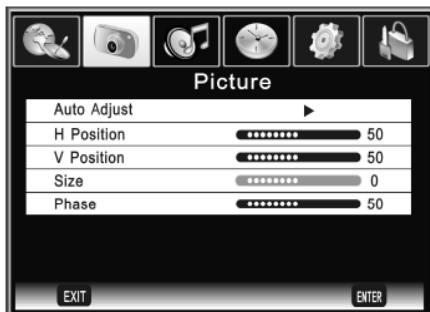 Picture
Auto Adjust
H Position 50
V Position 50
Size 0
Phase 50
EXIT ENTER